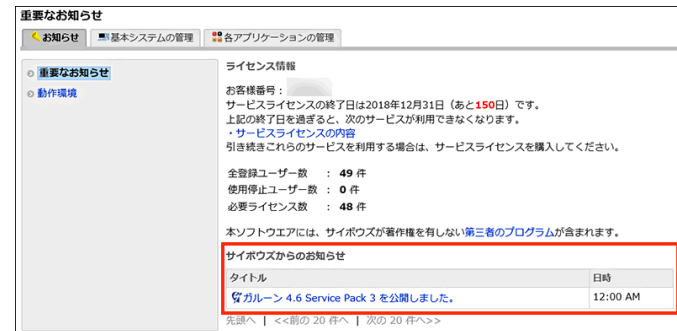 重要なお知らせ
お知らせ 基本システムの管理 各アプリケーションの管理
重要なお知らせ
動作環境
ライセンス情報
お客様番号：
サービスライセンスの終了日は2018年12月31日（あと150日）です。
上記の終了日を過ぎると、次のサービスが利用できなくなります。
・サービスライセンスの内容
引き続きこれらのサービスを利用する場合は、サービスライセンスを購入してください。
全登録ユーザー数 ： 49 件
使用停止ユーザー数 ： 0 件
必要ライセンス数 ： 48 件
本ソフトウエアには、サイボウズが著作権を有しない第三者のプログラムが含まれます。
サイボウズからのお知らせ
タイトル 日時
ガルーン 4.6 Service Pack 3 を公開しました。 12:00 AM
先頭へ | <<前の 20 件へ | 次の 20 件へ>>